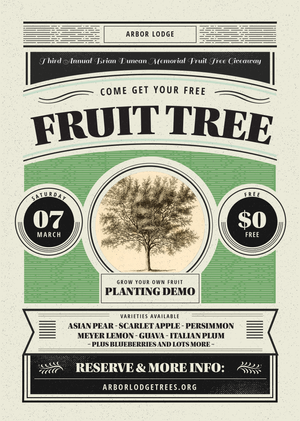 ARBOR LODGE
Third Annual Brian Duncan Memorial Fruit Tree Giveaway
COME GET YOUR FREE
FRUIT TREE
SATURDAY
07
MARCH
FREE
$0
FREE
GROW YOUR OWN FRUIT
PLANTING DEMO
VARIETIES AVAILABLE
ASIAN PEAR - SCARLET APPLE - PERSIMMON
MEYER LEMON - GUAVA - ITALIAN PLUM
- PLUS BLUEBERRIES AND LOTS MORE -
RESERVE & MORE INFO:
ARBORLODGETREES.ORG